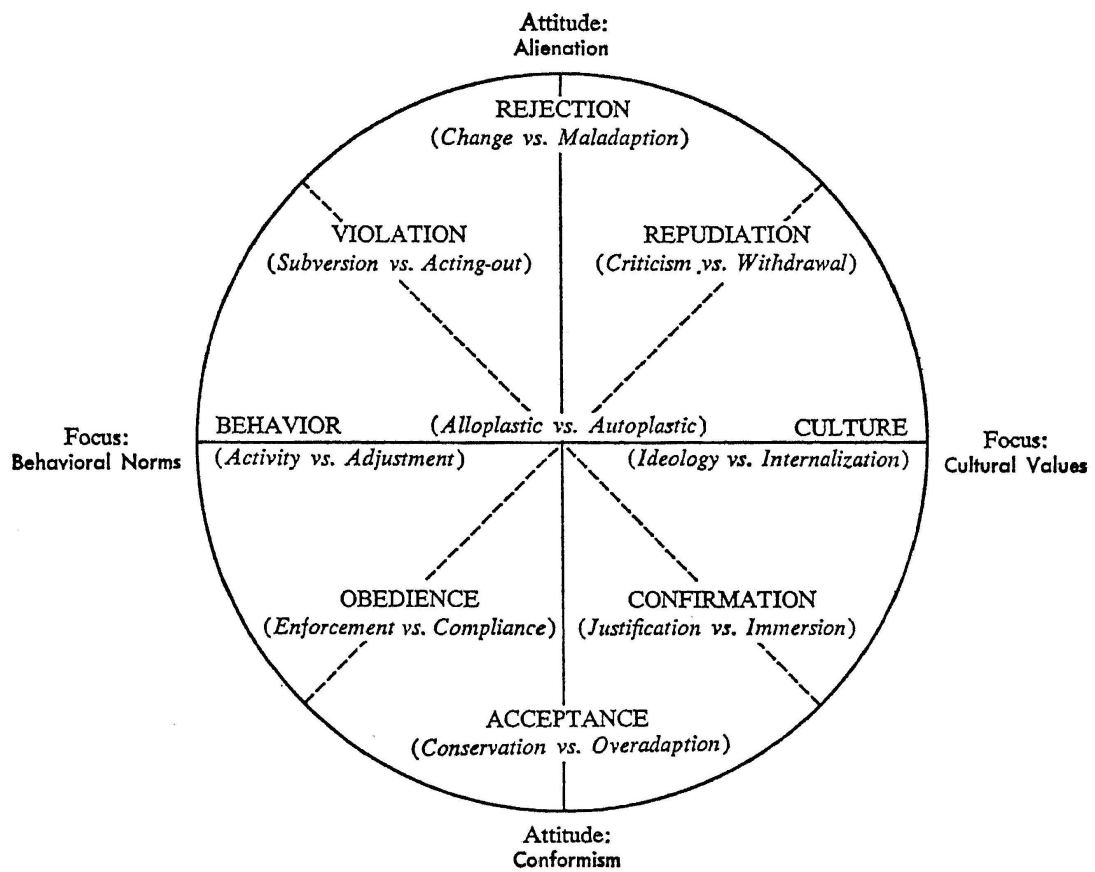 Attitude:
Alienation
REJECTION
(Change vs. Maladaption)
VIOLATION
(Subversion vs. Acting-out)
REPUDIATION
(Criticism vs. Withdrawal)
Focus:
Behavioral Norms
BEHAVIOR
(Activity vs. Adjustment)
(Alloplastic vs. Autoplastic)
CULTURE
(Ideology vs. Internalization)
Focus:
Cultural Values
OBEDIENCE
(Enforcement vs. Compliance)
CONFIRMATION
(Justification vs. Immersion)
ACCEPTANCE
(Conservation vs. Overadaption)
Attitude:
Conformism